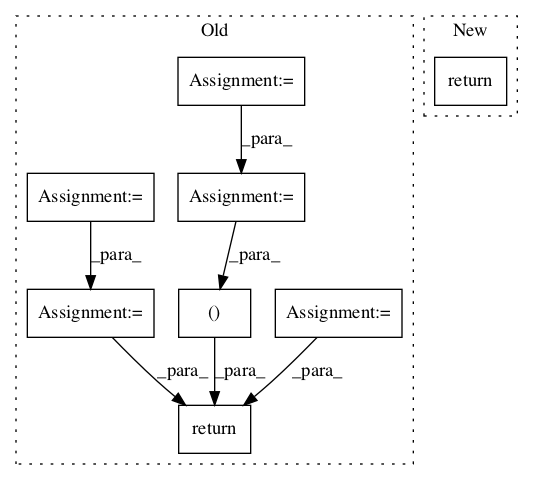 Old
New
Assignment:=
return
_para_
Assignment:=
Assignment:=
_para_
_para_
Assignment:=
()
Assignment:=
_para_
_para_
_para_
return